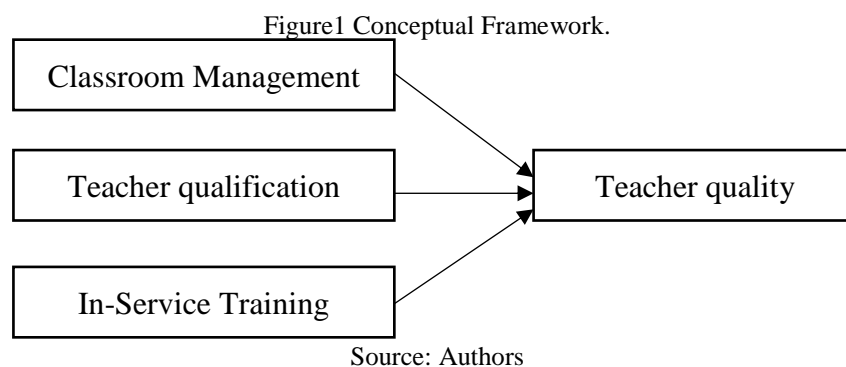 Figure1 Conceptual Framework.
Classroom Management
Teacher qualification
Teacher quality
In-Service Training
Source: Authors